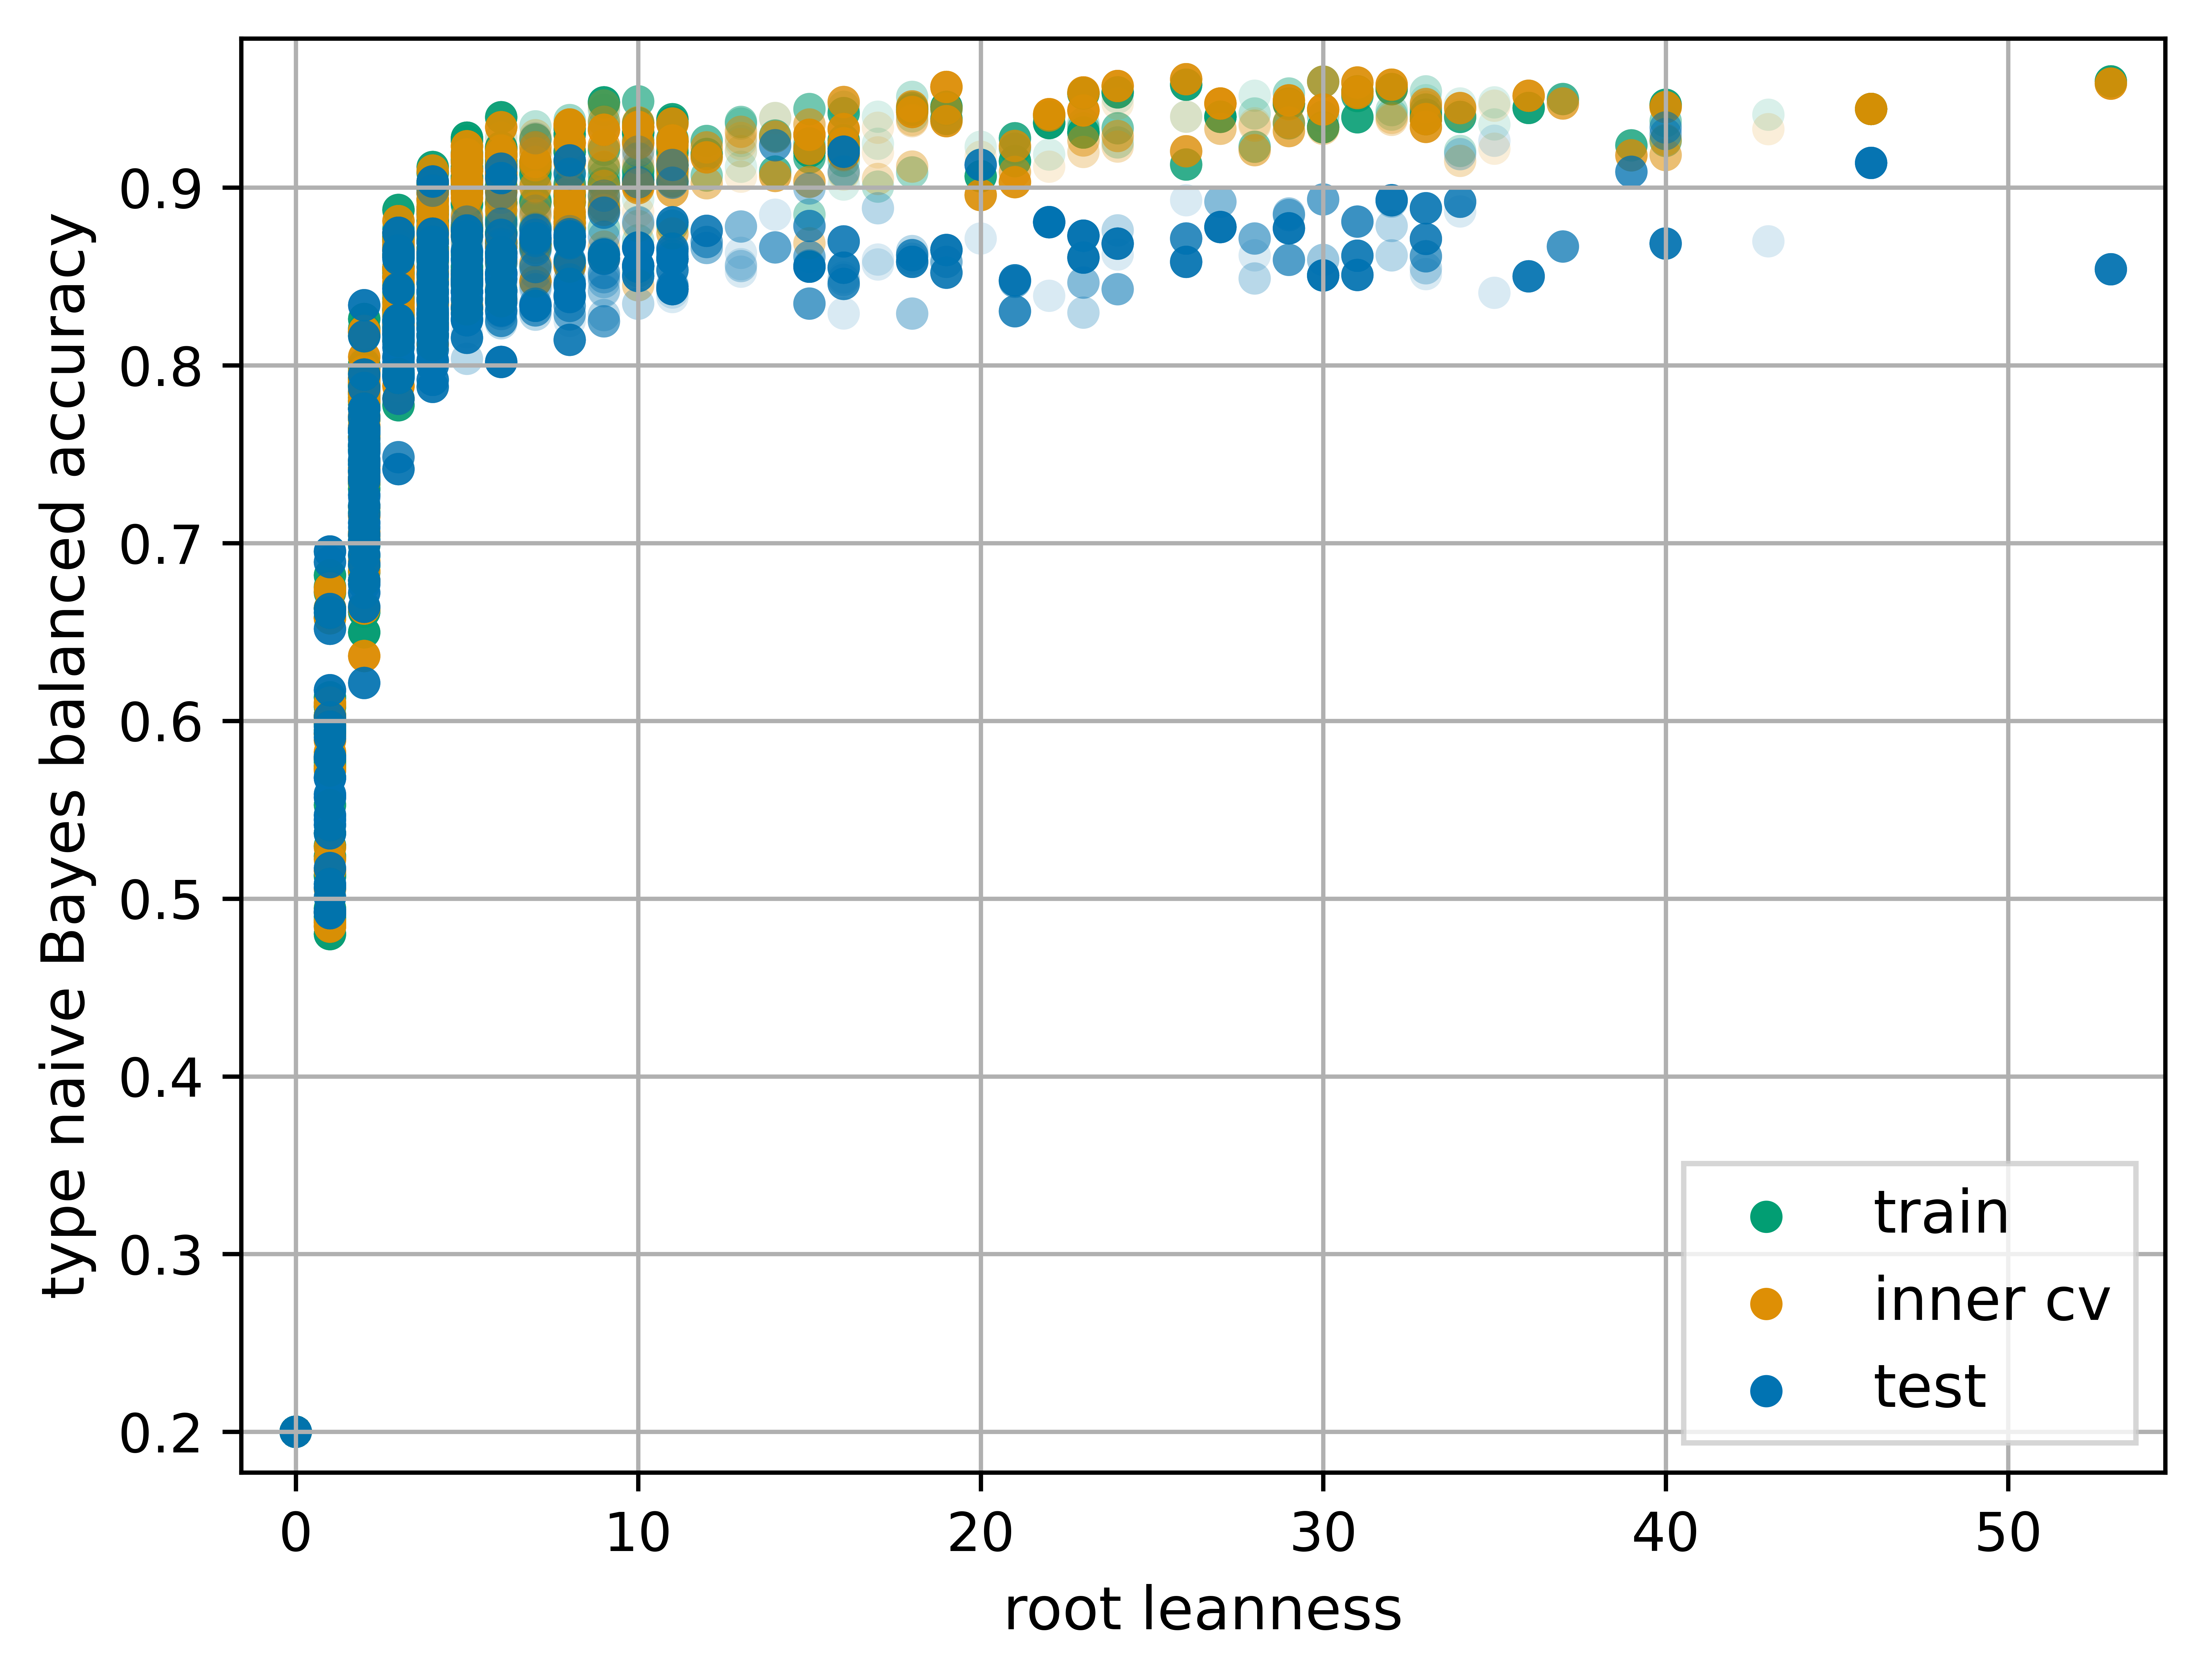 type naive Bayes balanced accuracy
0.9
0.8
0.7
0.6
0.5
0.4
0.3
0.2
0 10 20 30 40 50
root leanness
train
inner cv
test